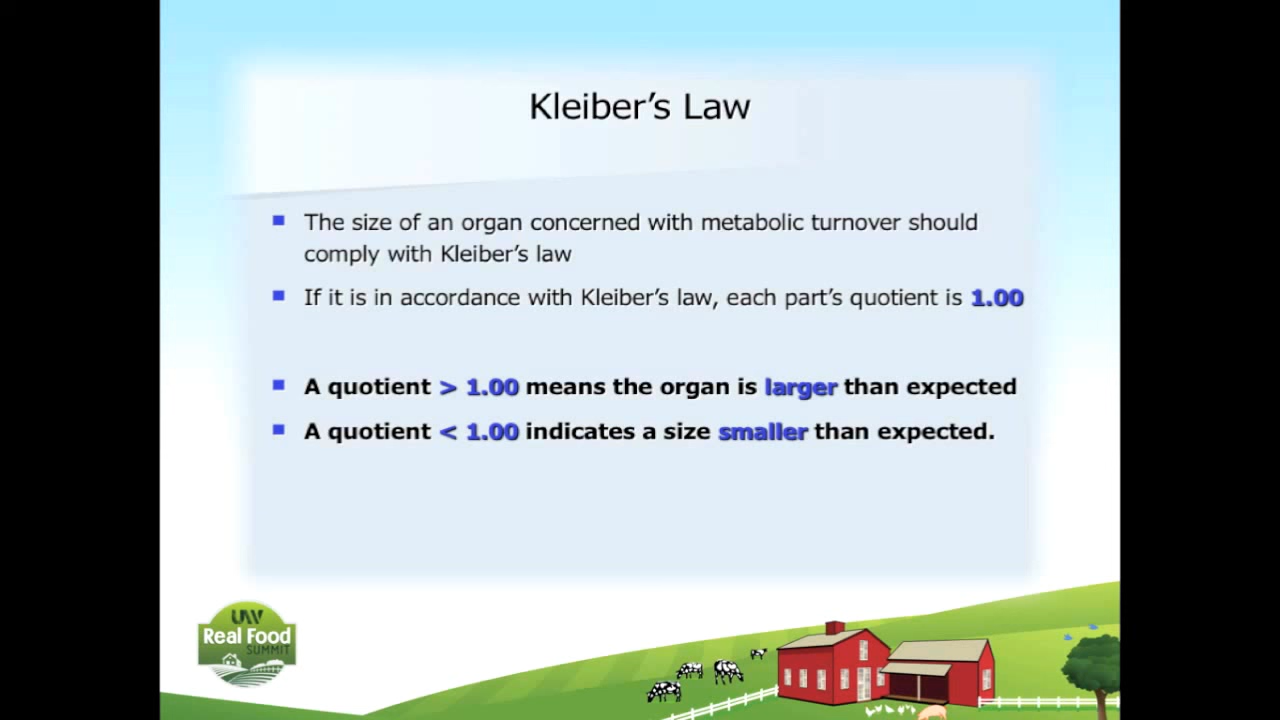 Kleiber’s Law
The size of an organ concerned with metabolic turnover should
comply with Kleiber’s law
If it is in accordance with Kleiber’s law, each part’s quotient is 1.00
A quotient > 1.00 means the organ is larger than expected
A quotient < 1.00 indicates a size smaller than expected.
UW
Real Food
SUMMIT